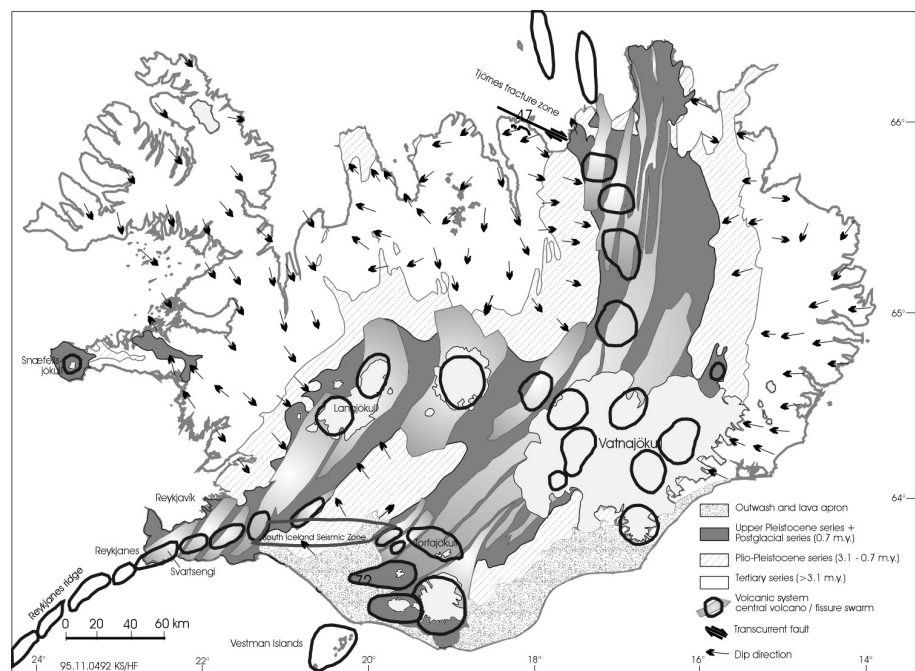 Tjörnes fracture zone
66°
65°
Snæfells-
jökull
Langjökull
Vatnajökull
Reykjavík
64°
South Iceland Seismic Zone
Torfajökull
Reykjanes
Svartsengi
Reykjanes ridge
Vestman Islands
0 20 40 60 km
95.11.0492 KS/HF
24° 22° 20° 18° 16° 14°
Outwash and lava apron
Upper Pleistocene series +
Postglacial series (0.7 m.y.)
Plio-Pleistocene series (3.1 - 0.7 m.y.)
Tertiary series (>3.1 m.y.)
Volcanic system
central volcano / fissure swarm
Transcurrent fault
Dip direction